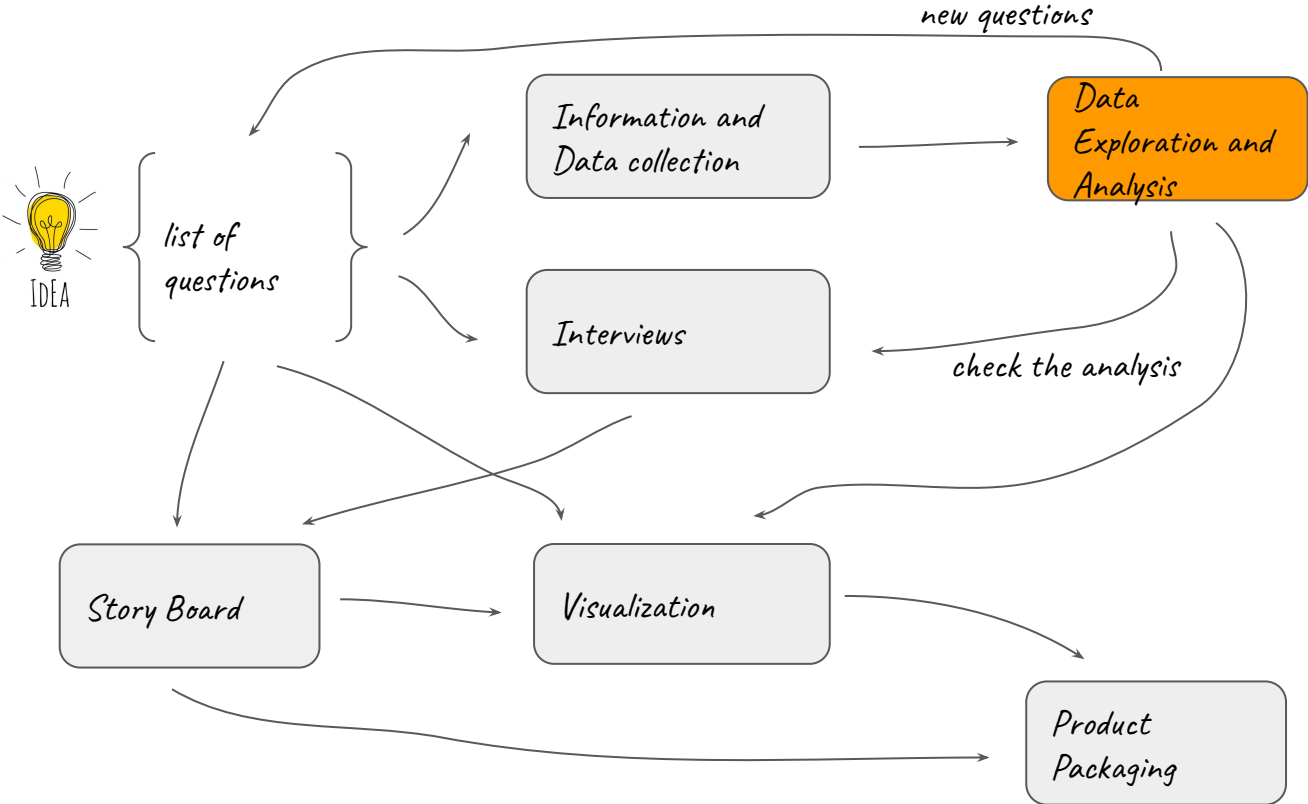 new questions
Information and
Data collection
Data
Exploration and
Analysis
list of
questions
IDEA
Interviews
check the analysis
Story Board
Visualization
Product
Packaging